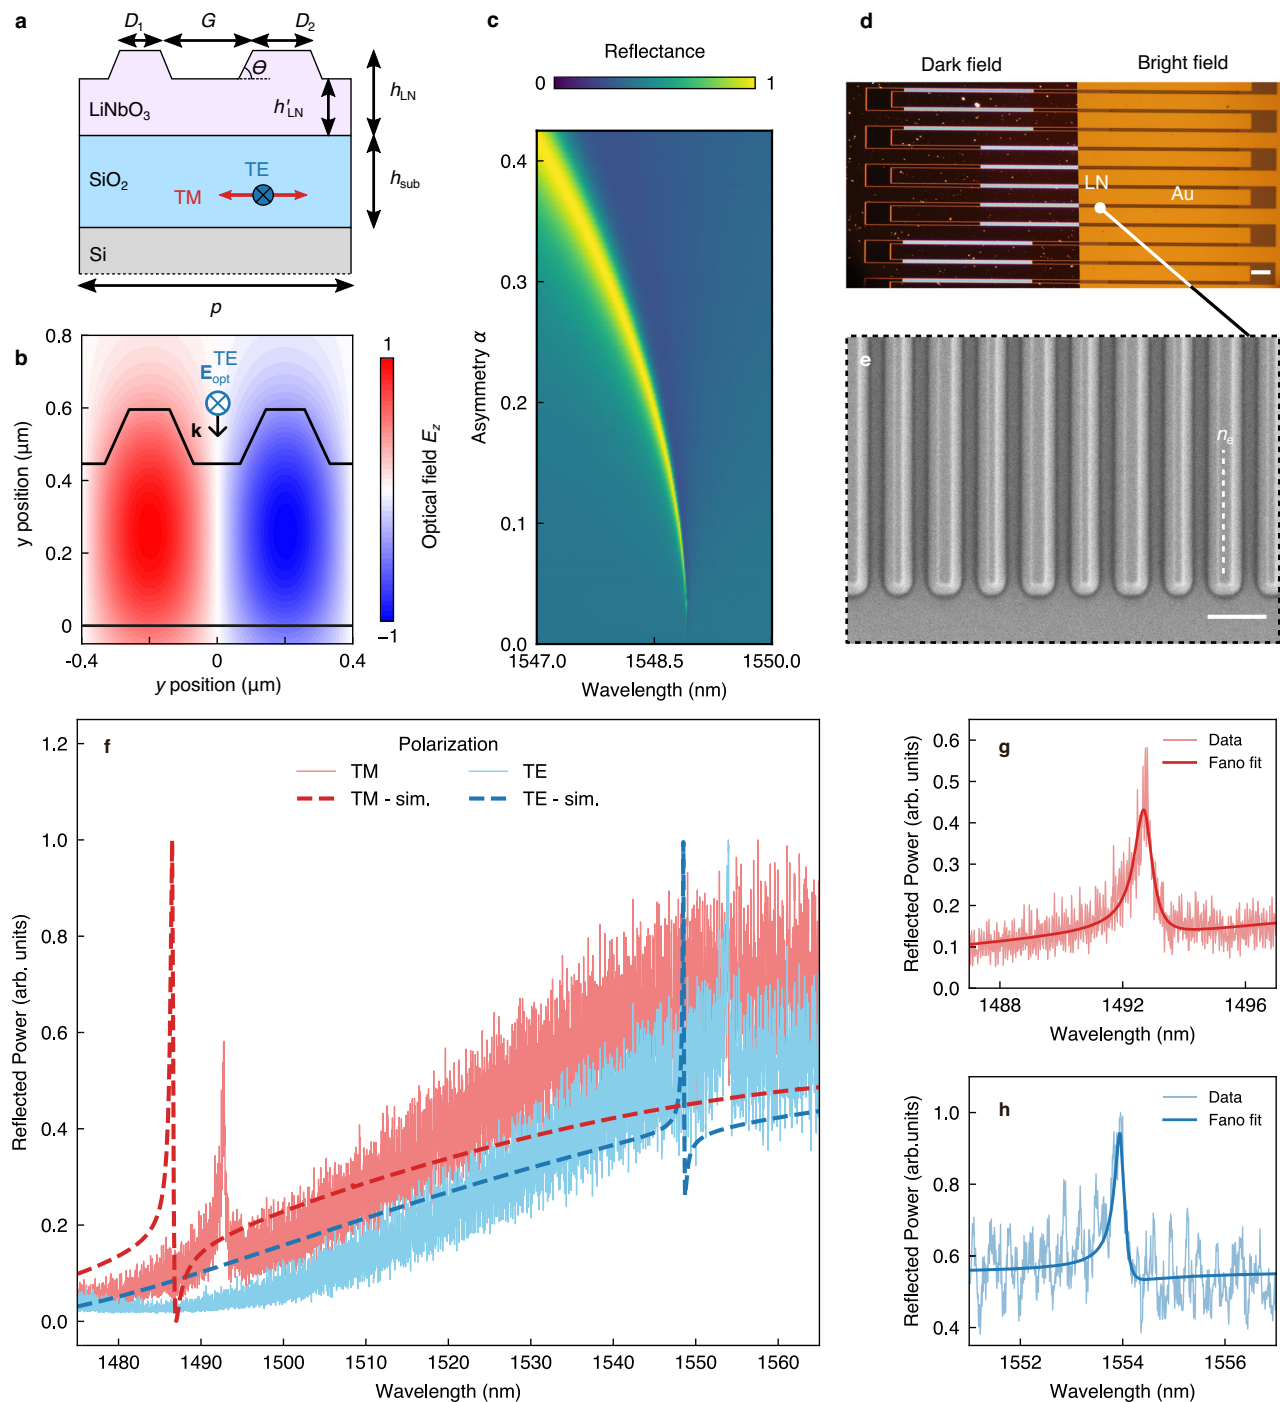 a
D1
G
D2
Θ
hLN
LiNbO3
h′LN
SiO2
TE
TM
hsub
Si
p
b
0.8
0.6
0.4
0.2
0
y position (µm)
-0.4
0
0.4
y position (µm)
TE
Eopt
k
1
−1
Optical field Ez
c
Reflectance
0
1
0.4
0.3
0.2
0.1
0.0
Asymmetry α
1547.0
1548.5
1550.0
Wavelength (nm)
d
Dark field
Bright field
LN
Au
e
ne
f
Polarization
TM
TE
TM - sim.
TE - sim.
1.2
1.0
0.8
0.6
0.4
0.2
0.0
Reflected Power (arb. units)
1480
1490
1500
1510
1520
1530
1540
1550
1560
Wavelength (nm)
g
Data
Fano fit
0.6
0.5
0.4
0.3
0.2
0.1
0.0
Reflected Power (arb. units)
1488
1492
1496
Wavelength (nm)
h
Data
Fano fit
1.0
0.8
0.6
0.4
Reflected Power (arb.units)
1552
1554
1556
Wavelength (nm)